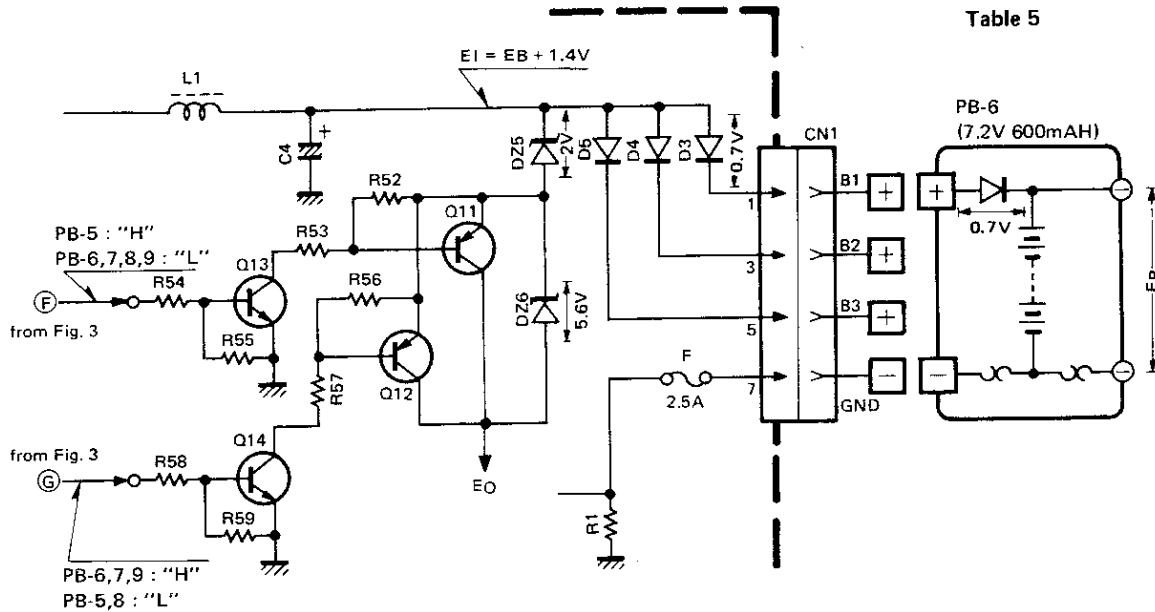 Table 5
EI = EB + 1.4V
L1
C4
+
DZ5
2V
D5
D4
D3
0.7V
CN1
PB-6
(7.2V 600mAH)
B1
+
+
−
1
0.7V
R52
Q11
R53
B2
+
3
PB-5 : "H"
PB-6,7,8,9 : "L"
Q13
R54
R56
F
from Fig. 3
DZ6
5.6V
B3
+
5
EB
R55
R57
Q12
F
2.5A
7
−
GND
−
−
from Fig. 3
G
Q14
R58
R59
EO
R1
PB-6,7,9 : "H"
PB-5,8 : "L"